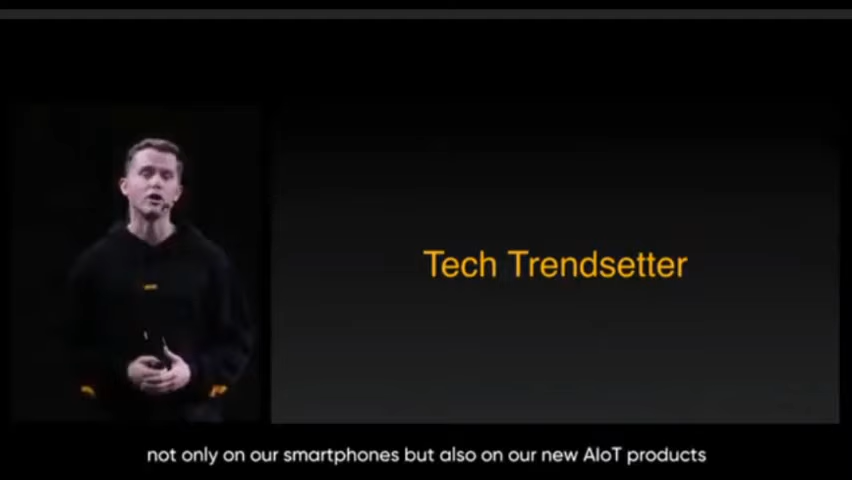 Tech Trendsetter
not only on our smartphones but also on our new AIoT products